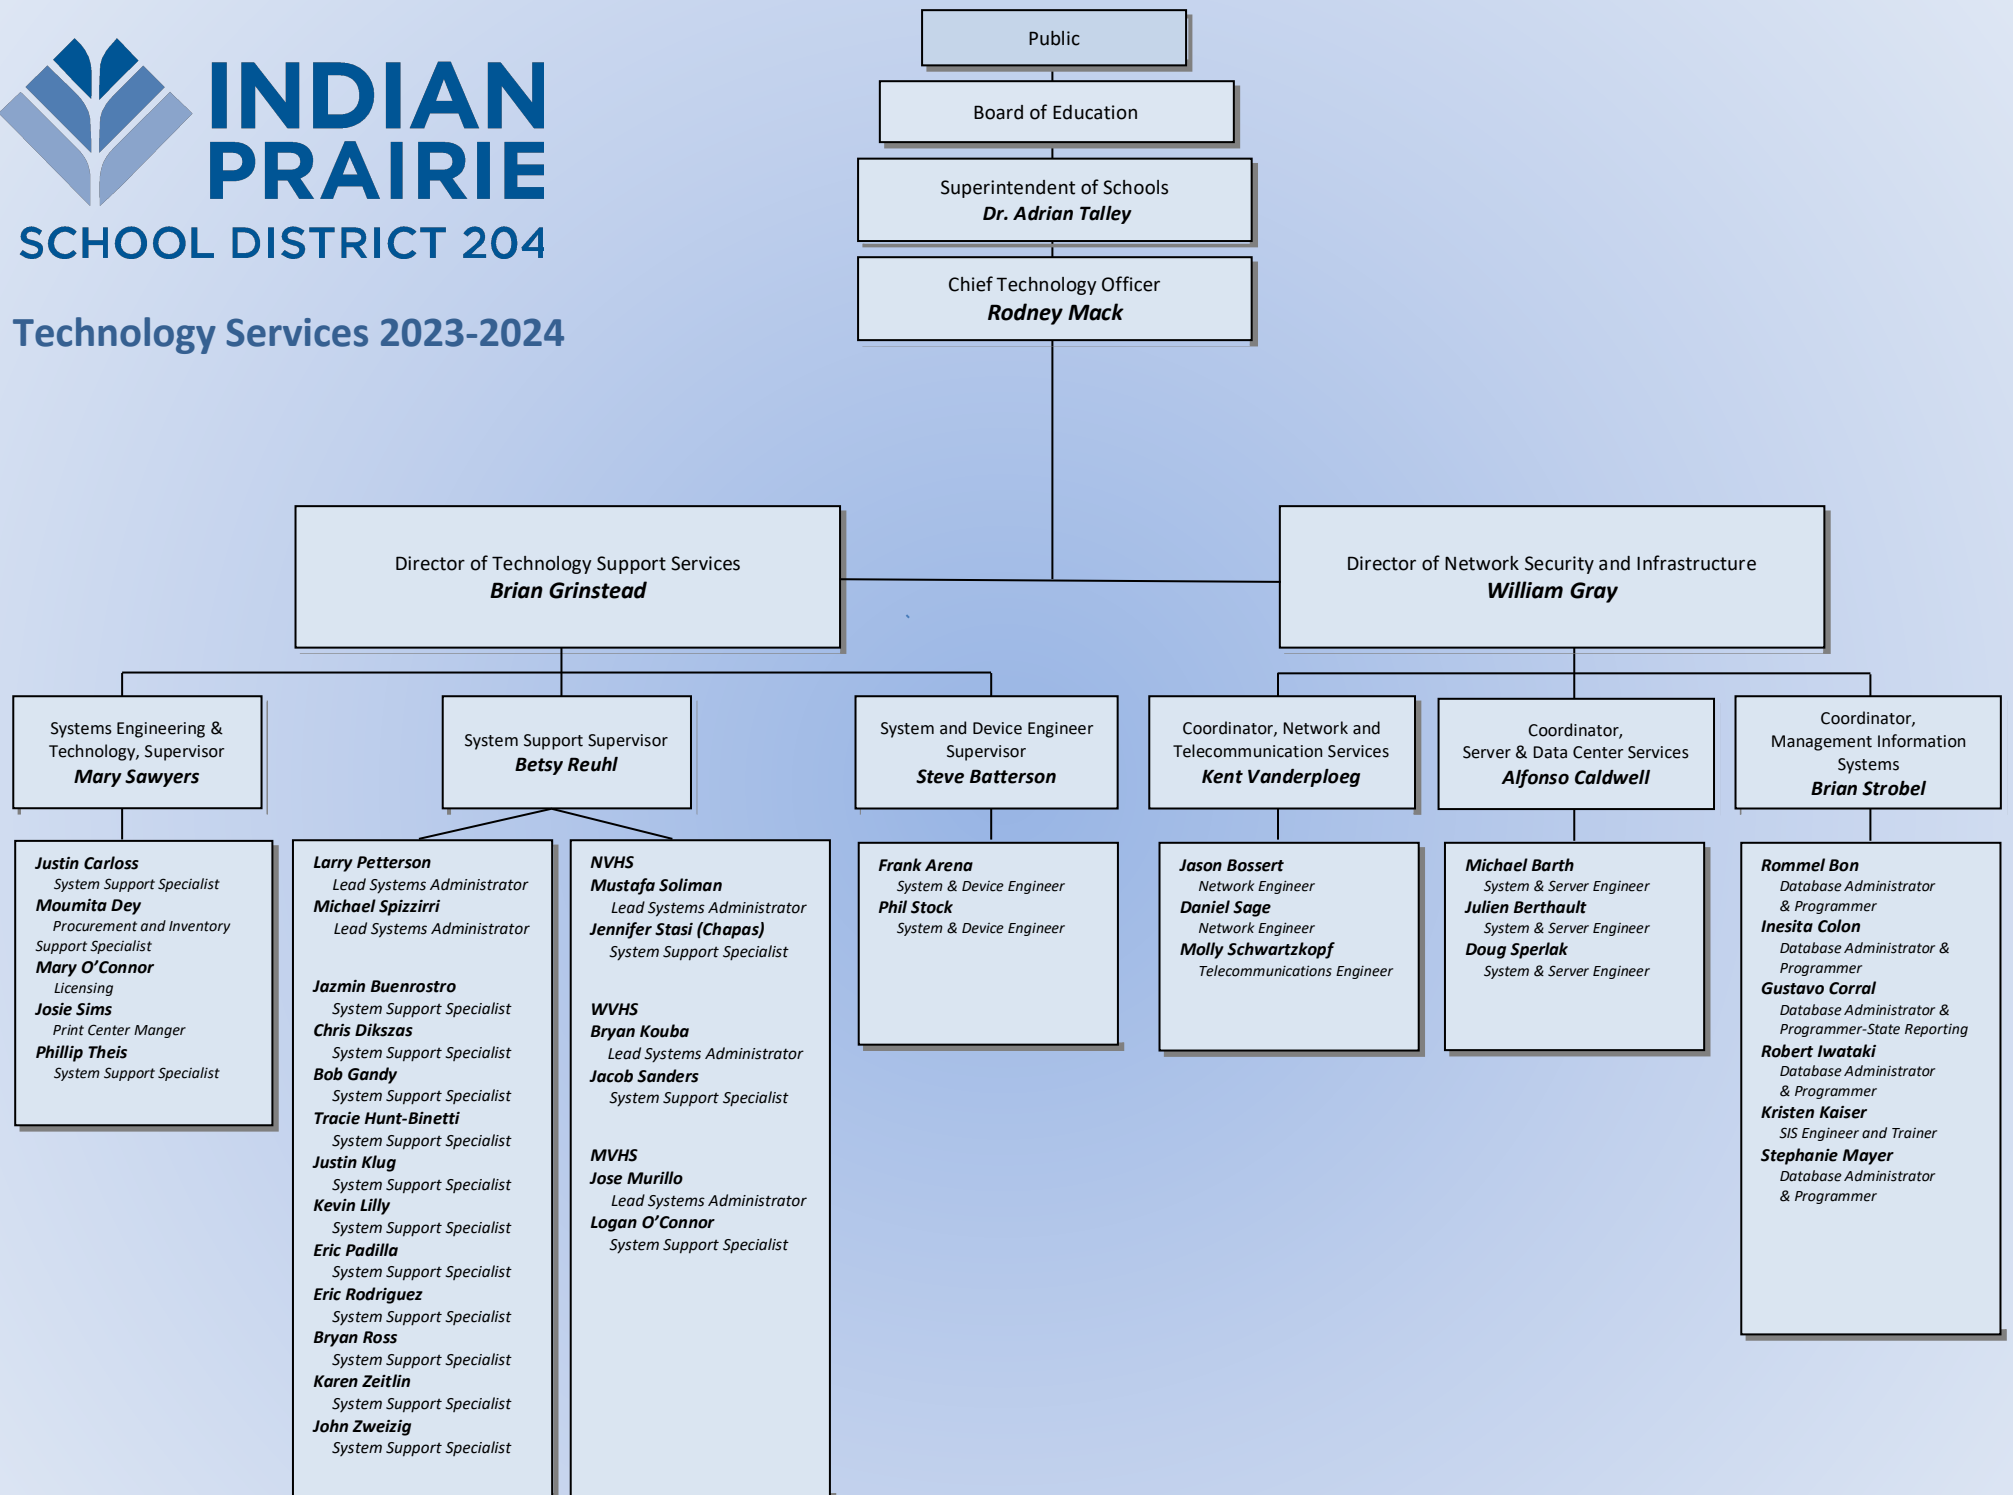 INDIAN
PRAIRIE
SCHOOL DISTRICT 204
Technology Services 2023-2024
Public
Board of Education
Superintendent of Schools
Dr. Adrian Talley
Chief Technology Officer
Rodney Mack
Director of Technology Support Services
Brian Grinstead
Director of Network Security and Infrastructure
William Gray
Systems Engineering &
Technology, Supervisor
Mary Sawyers
System Support Supervisor
Betsy Reuhl
System and Device Engineer
Supervisor
Steve Batterson
Coordinator, Network and
Telecommunication Services
Kent Vanderploeg
Coordinator,
Server & Data Center Services
Alfonso Caldwell
Coordinator,
Management Information
Systems
Brian Strobel
Justin Carloss
System Support Specialist
Moumita Dey
Procurement and Inventory
Support Specialist
Mary O’Connor
Licensing
Josie Sims
Print Center Manger
Phillip Theis
System Support Specialist
Larry Petterson
Lead Systems Administrator
Michael Spizzirri
Lead Systems Administrator
Jazmin Buenrostro
System Support Specialist
Chris Dikszas
System Support Specialist
Bob Gandy
System Support Specialist
Tracie Hunt-Binetti
System Support Specialist
Justin Klug
System Support Specialist
Kevin Lilly
System Support Specialist
Eric Padilla
System Support Specialist
Eric Rodriguez
System Support Specialist
Bryan Ross
System Support Specialist
Karen Zeitlin
System Support Specialist
John Zweizig
System Support Specialist
NVHS
Mustafa Soliman
Lead Systems Administrator
Jennifer Stasi (Chapas)
System Support Specialist
WVHS
Bryan Kouba
Lead Systems Administrator
Jacob Sanders
System Support Specialist
MVHS
Jose Murillo
Lead Systems Administrator
Logan O’Connor
System Support Specialist
Frank Arena
System & Device Engineer
Phil Stock
System & Device Engineer
Jason Bossert
Network Engineer
Daniel Sage
Network Engineer
Molly Schwartzkopf
Telecommunications Engineer
Michael Barth
System & Server Engineer
Julien Berthault
System & Server Engineer
Doug Sperlak
System & Server Engineer
Rommel Bon
Database Administrator
& Programmer
Inesita Colon
Database Administrator &
Programmer
Gustavo Corral
Database Administrator &
Programmer-State Reporting
Robert Iwataki
Database Administrator
& Programmer
Kristen Kaiser
SIS Engineer and Trainer
Stephanie Mayer
Database Administrator
& Programmer